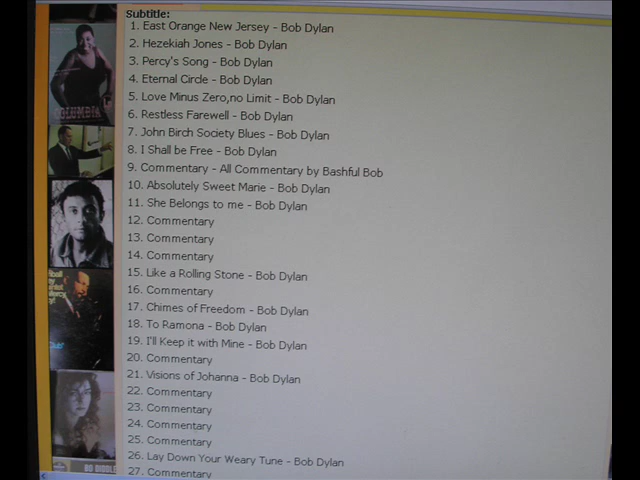 Subtitle:
1. East Orange New Jersey - Bob Dylan
2. Hezekiah Jones - Bob Dylan
3. Percy's Song - Bob Dylan
4. Eternal Circle - Bob Dylan
5. Love Minus Zero,no Limit - Bob Dylan
6. Restless Farewell - Bob Dylan
7. John Birch Society Blues - Bob Dylan
8. I Shall be Free - Bob Dylan
9. Commentary - All Commentary by Bashful Bob
10. Absolutely Sweet Marie - Bob Dylan
11. She Belongs to me - Bob Dylan
12. Commentary
13. Commentary
14. Commentary
15. Like a Rolling Stone - Bob Dylan
16. Commentary
17. Chimes of Freedom - Bob Dylan
18. To Ramona - Bob Dylan
19. I'll Keep it with Mine - Bob Dylan
20. Commentary
21. Visions of Johanna - Bob Dylan
22. Commentary
23. Commentary
24. Commentary
25. Commentary
26. Lay Down Your Weary Tune - Bob Dylan
27. Commentary
COLUMBIA
Club'
BO DIDDLE